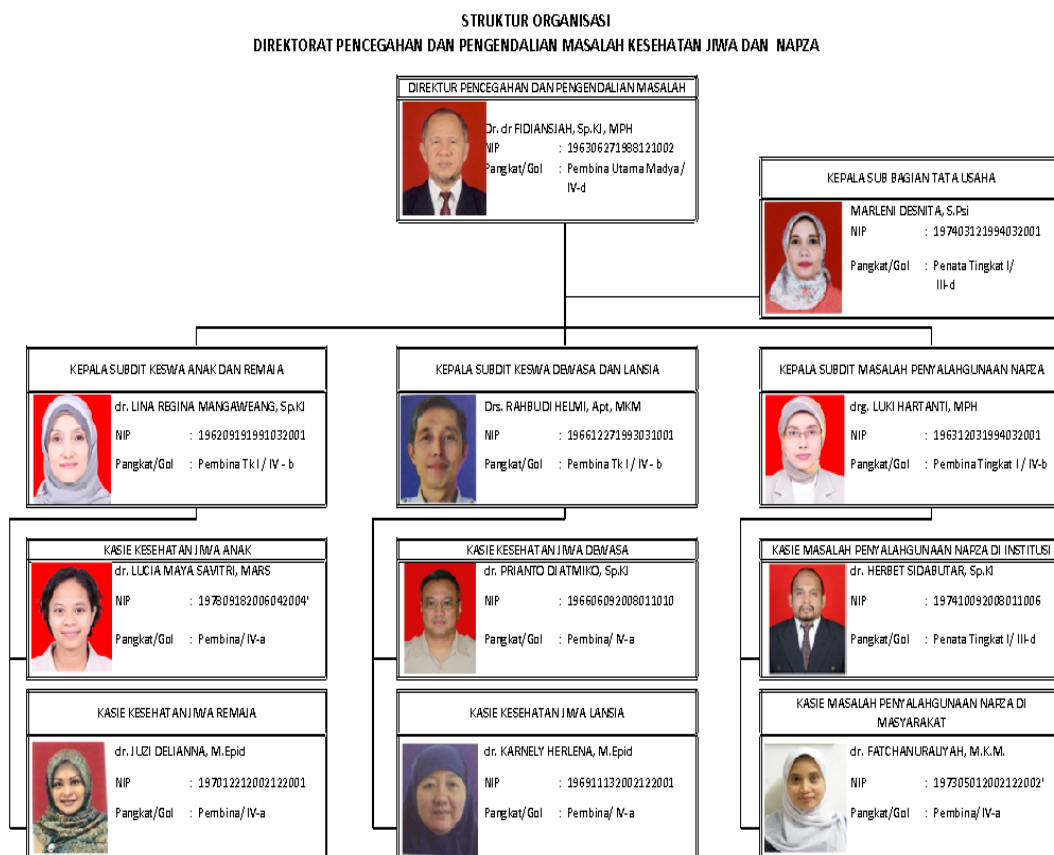 STRUKTUR ORGANISASI
DIREKTORAT PENCEGAHAN DAN PENGENDALIAN MASALAH KESEHATAN JIWA DAN NAPZA
DIREKTUR PENCEGAHAN DAN PENGENDALIAN MASALAH
Dr. dr FIDIANSJAH, Sp.KJ, MPH
NIP : 196306271988121002
Pangkat/Gol : Pembina Utama Madya /
IV-d
KEPALA SUB BAGIAN TATA USAHA
MARLENI DESNITA, S.Psi
NIP : 197403121994032001
Pangkat/Gol : Penata Tingkat I/
III-d
KEPALA SUBDIT KESWA ANAK DAN REMAJA
dr. LINA REGINA MANGAWEANG, Sp.KJ
NIP : 196209191991032001
Pangkat/Gol : Pembina Tk I / IV - b
KEPALA SUBDIT KESWA DEWASA DAN LANSIA
Drs. RAHBUDI HELMI, Apt, MKM
NIP : 196612271993031001
Pangkat/Gol : Pembina Tk I / IV - b
KEPALA SUBDIT MASALAH PENYALAHGUNAAN NAPZA
drg. LUKI HARTANTI, MPH
NIP : 196312031994032001
Pangkat/Gol : Pembina Tingkat I / IV-b
KASIE KESEHATAN JIWA ANAK
dr. LUCIA MAYA SAVITRI, MARS
NIP : 197809182006042004'
Pangkat/Gol : Pembina/ IV-a
KASIE KESEHATAN JIWA DEWASA
dr. PRIANTO DJATMIKO, Sp.KJ
NIP : 196606092008011010
Pangkat/Gol : Pembina/ IV-a
KASIE MASALAH PENYALAHGUNAAN NAPZA DI INSTITUSI
dr. HERBET SIDABUTAR, Sp.KJ
NIP : 197410092008011006
Pangkat/Gol : Penata Tingkat I/ III-d
KASIE KESEHATAN JIWA REMAJA
dr. JUZI DELIANNA, M.Epid
NIP : 197012212002122001
Pangkat/Gol : Pembina/ IV-a
KASIE KESEHATAN JIWA LANSIA
dr. KARNELY HERLENA, M.Epid
NIP : 196911132002122001
Pangkat/Gol : Pembina/ IV-a
KASIE MASALAH PENYALAHGUNAAN NAPZA DI
MASYARAKAT
dr. FATCHANURALIYAH, M.K.M.
NIP : 197305012002122002'
Pangkat/Gol : Pembina/ IV-a